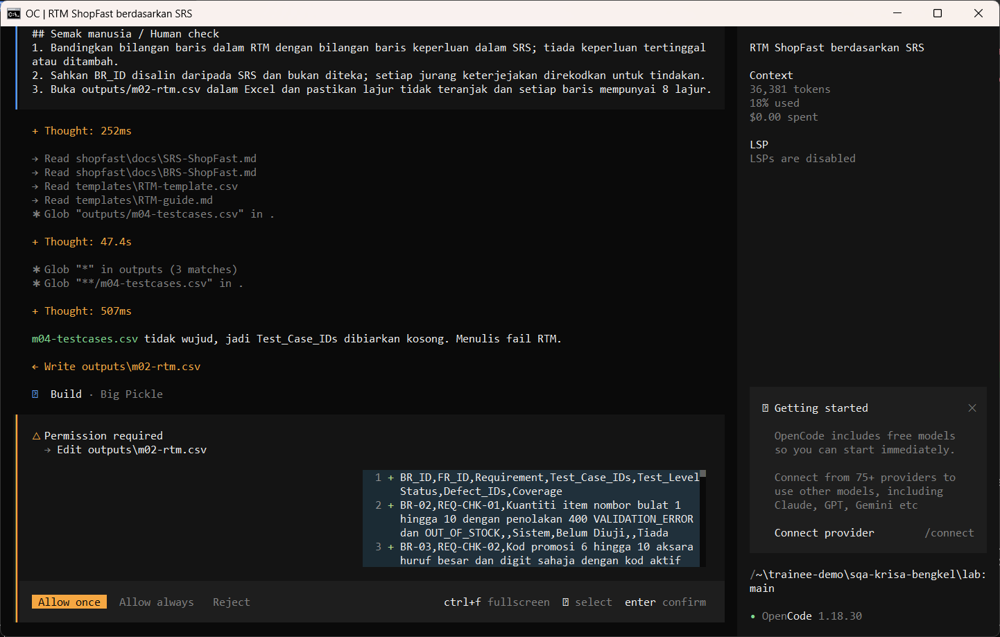 OC | RTM ShopFast berdasarkan SRS
## Semak manusia / Human check
1. Bandingkan bilangan baris dalam RTM dengan bilangan baris keperluan dalam SRS; tiada keperluan tertinggal
atau ditambah.
2. Sahkan BR_ID disalin daripada SRS dan bukan diteka; setiap jurang keterjejakan direkodkan untuk tindakan.
3. Buka outputs/m02-rtm.csv dalam Excel dan pastikan lajur tidak teranjak dan setiap baris mempunyai 8 lajur.
+ Thought: 252ms
→ Read shopfast\docs\SRS-ShopFast.md
→ Read shopfast\docs\BRS-ShopFast.md
→ Read templates\RTM-template.csv
→ Read templates\RTM-guide.md
✱ Glob "outputs/m04-testcases.csv" in .
+ Thought: 47.4s
✱ Glob "*" in outputs (3 matches)
✱ Glob "**/m04-testcases.csv" in .
+ Thought: 507ms
m04-testcases.csv tidak wujud, jadi Test_Case_IDs dibiarkan kosong. Menulis fail RTM.
← Write outputs\m02-rtm.csv
Build · Big Pickle
△ Permission required
→ Edit outputs\m02-rtm.csv
1 + BR_ID,FR_ID,Requirement,Test_Case_IDs,Test_Level
Status,Defect_IDs,Coverage
2 + BR-02,REQ-CHK-01,Kuantiti item nombor bulat 1
hingga 10 dengan penolakan 400 VALIDATION_ERROR
dan OUT_OF_STOCK,,Sistem,Belum Diuji,,Tiada
3 + BR-03,REQ-CHK-02,Kod promosi 6 hingga 10 aksara
huruf besar dan digit sahaja dengan kod aktif
Allow once Allow always Reject
ctrl+f fullscreen select enter confirm
RTM ShopFast berdasarkan SRS
Context
36,381 tokens
18% used
$0.00 spent
LSP
LSPs are disabled
Getting started
OpenCode includes free models
so you can start immediately.
Connect from 75+ providers to
use other models, including
Claude, GPT, Gemini etc
Connect provider /connect
/~\trainee-demo\sqa-krisa-bengkel\lab:
main
• OpenCode 1.18.30